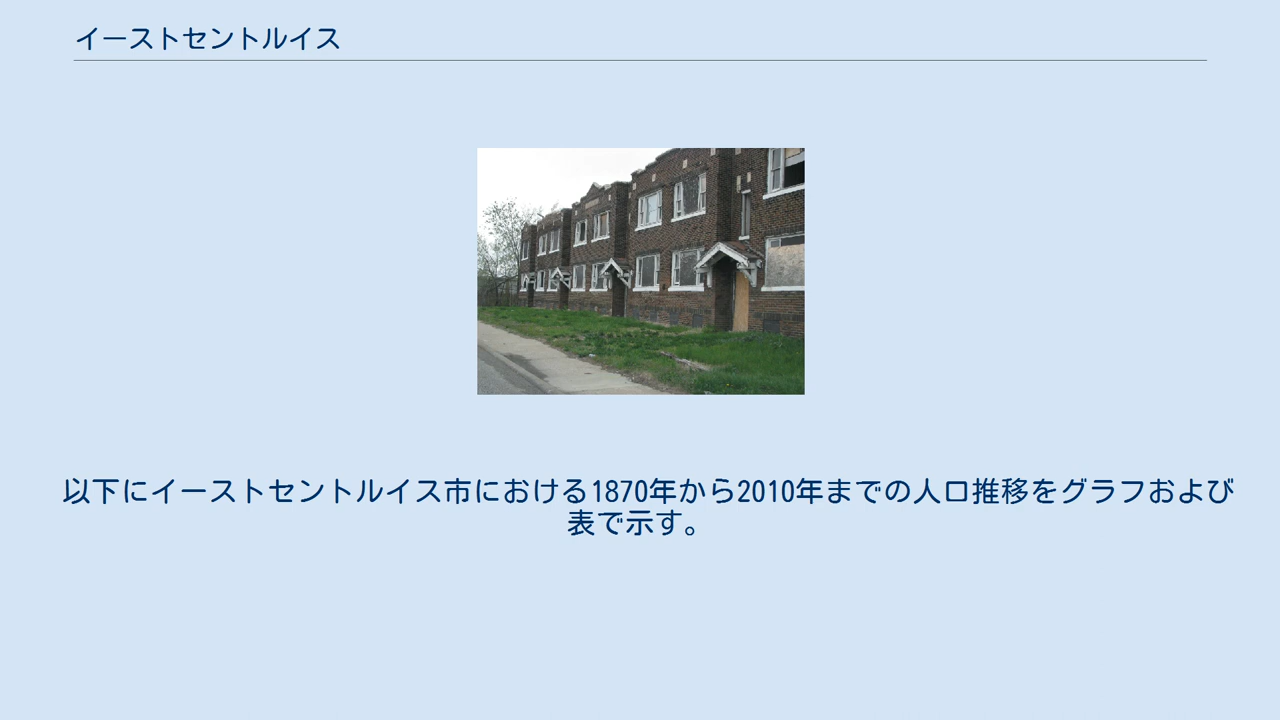 イーストセントルイス
以下にイーストセントルイス市における1870年から2010年までの人口推移をグラフおよび
表で示す。